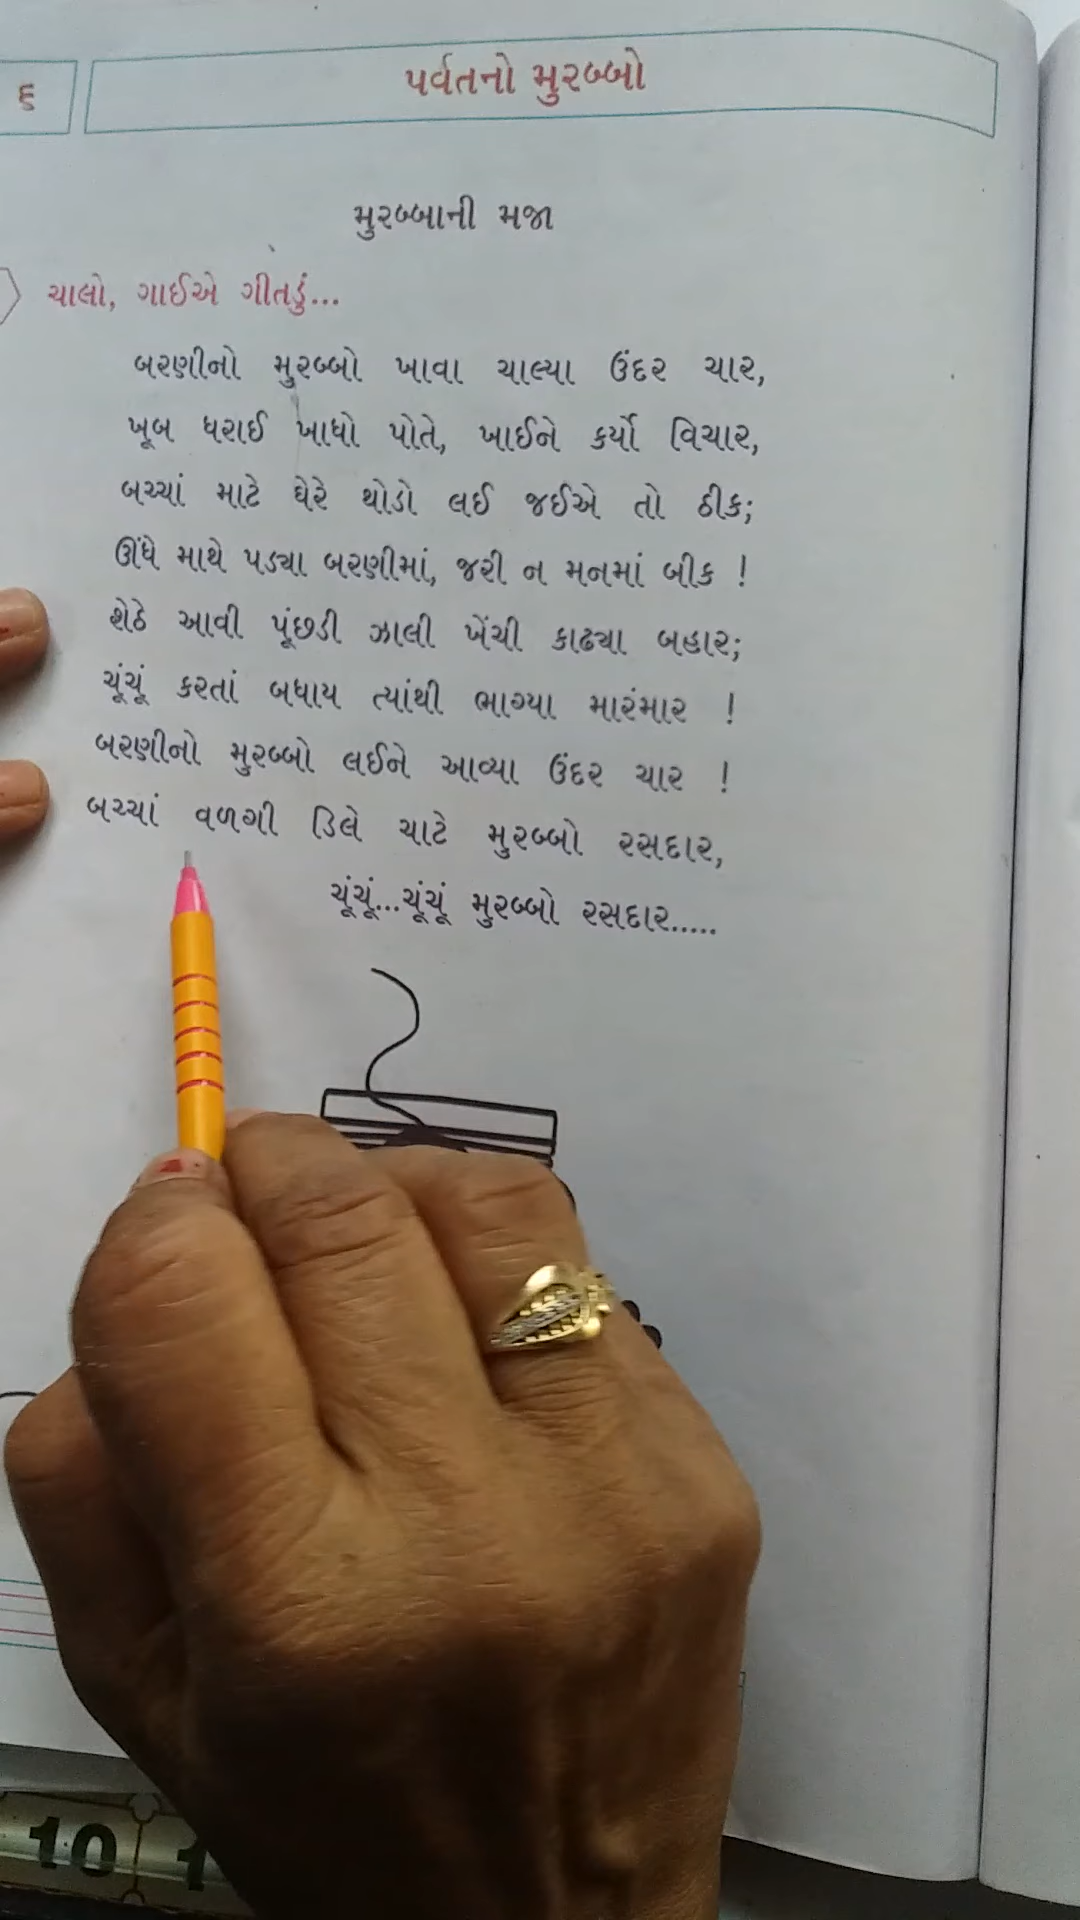 ૬
પર્વતનો મુરબ્બો
મુરબ્બાની મજા
ચાલો, ગાઈએ ગીતડું...
બરણીનો મુરબ્બો ખાવા ચાલ્યા ઉંદર ચાર,
ખૂબ ધરાઈ ખાધો પોતે, ખાઈને કર્યો વિચાર,
બચ્ચાં માટે ઘેરે થોડો લઈ જઈએ તો ઠીક;
ઊંધે માથે પડ્યા બરણીમાં, જરી ન મનમાં બીક !
શેઠે આવી પૂંછડી ઝાલી ખેંચી કાઢ્યા બહાર;
ચૂંચૂં કરતાં બધાય ત્યાંથી ભાગ્યા મારંમાર !
બરણીનો મુરબ્બો લઈને આવ્યા ઉંદર ચાર !
બચ્ચાં વળગી ડિલે ચાટે મુરબ્બો રસદાર,
ચૂંચૂં...ચૂંચૂં મુરબ્બો રસદાર.....
10